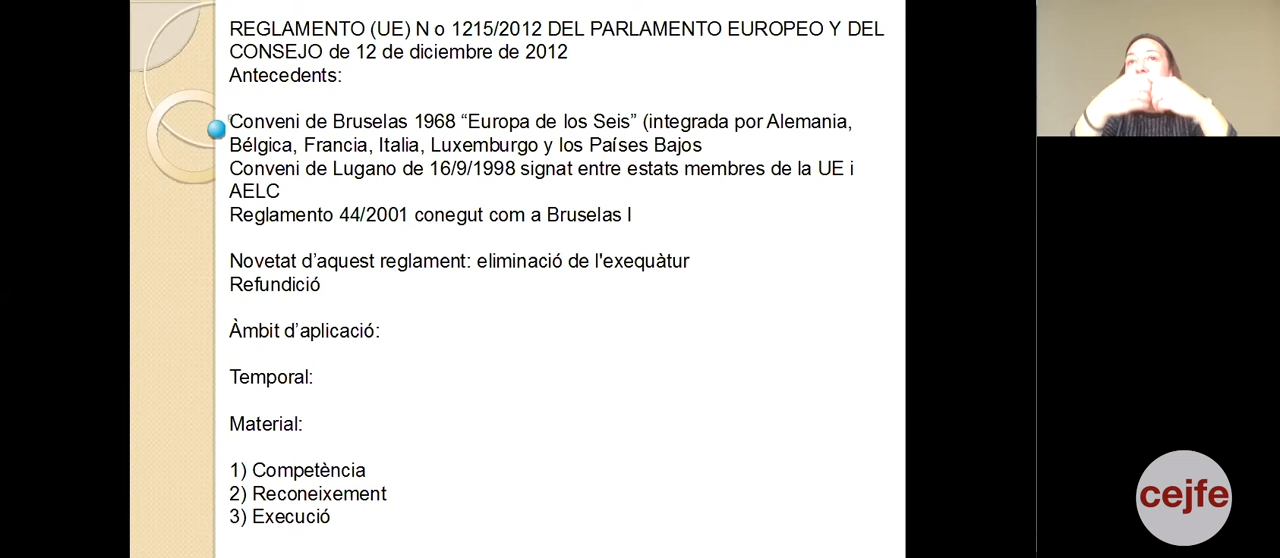 REGLAMENTO (UE) N o 1215/2012 DEL PARLAMENTO EUROPEO Y DEL
CONSEJO de 12 de diciembre de 2012
Antecedents:
Conveni de Bruselas 1968 “Europa de los Seis” (integrada por Alemania,
Bélgica, Francia, Italia, Luxemburgo y los Países Bajos
Conveni de Lugano de 16/9/1998 signat entre estats membres de la UE i
AELC
Reglamento 44/2001 conegut com a Bruselas I
Novetat d’aquest reglament: eliminació de l'exequàtur
Refundició
Àmbit d’aplicació:
Temporal:
Material:
1) Competència
2) Reconeixement
3) Execució
cejfe